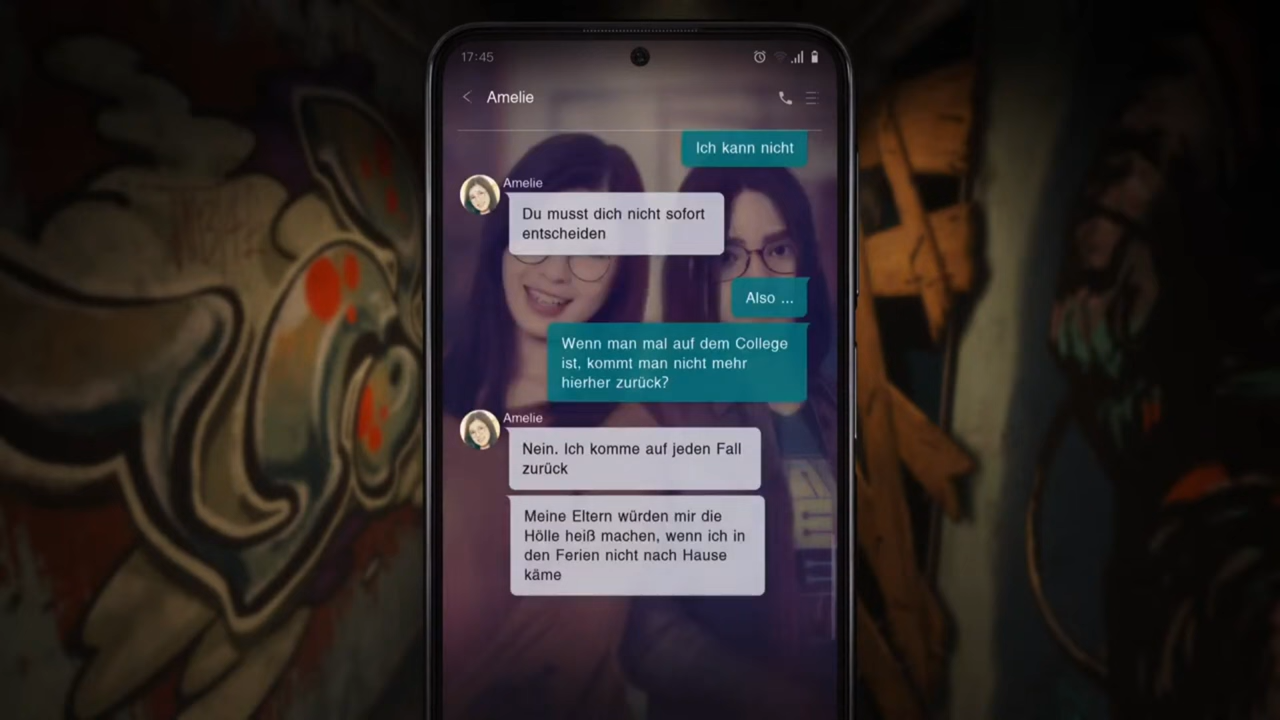 17:45
Amelie
Ich kann nicht
Amelie
Du musst dich nicht sofort
entscheiden
Also ...
Wenn man mal auf dem College
ist, kommt man nicht mehr
hierher zurück?
Amelie
Nein. Ich komme auf jeden Fall
zurück
Meine Eltern würden mir die
Hölle heiß machen, wenn ich in
den Ferien nicht nach Hause
käme